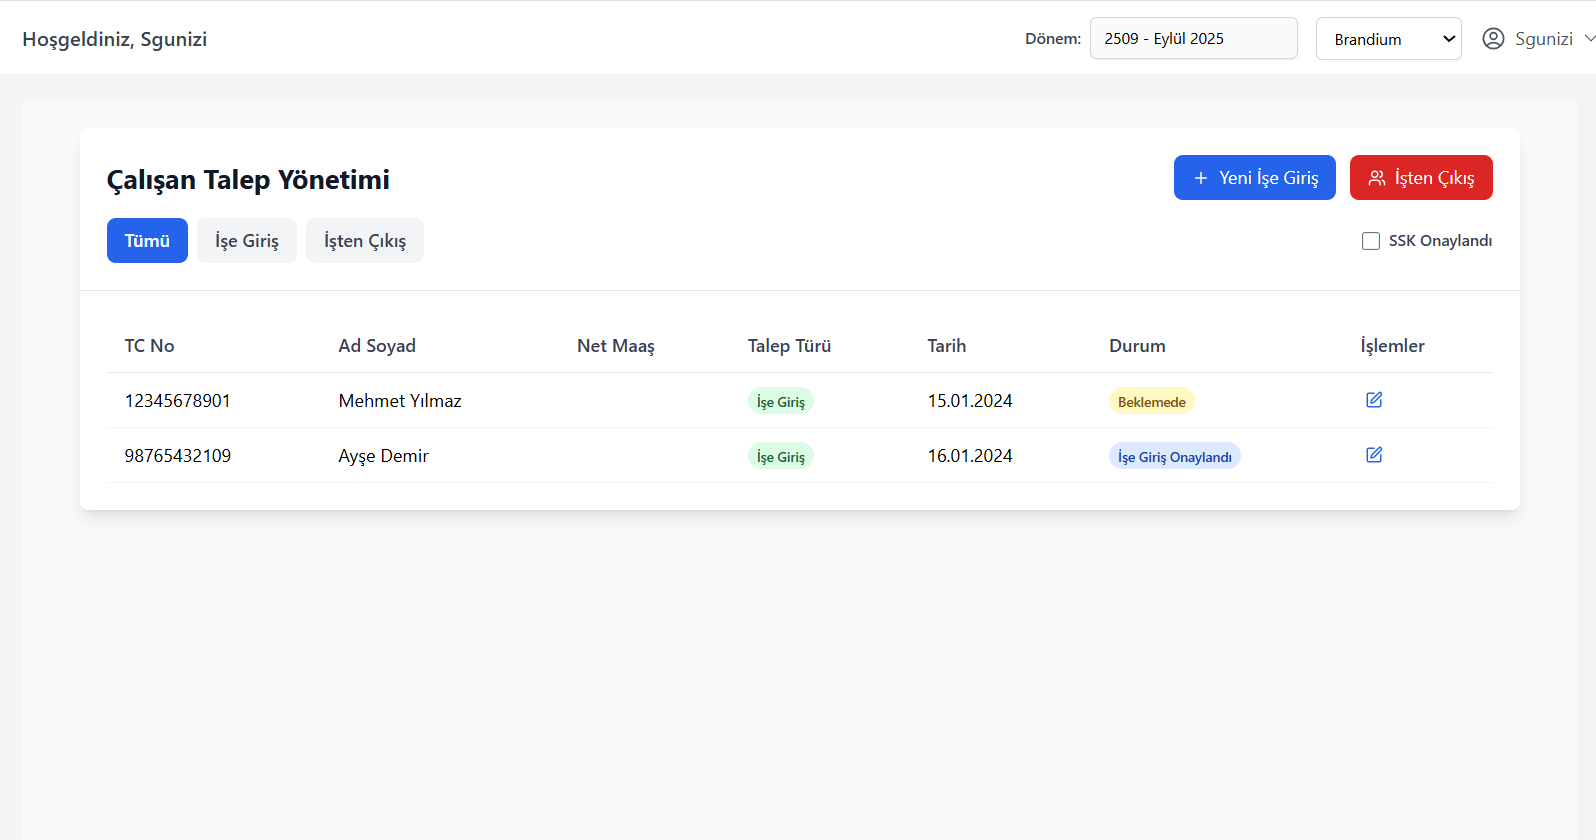 Hoşgeldiniz, Sgunizi
Dönem: 2509 - Eylül 2025 Brandium Sgunizi
Çalışan Talep Yönetimi
Yeni İşe Giriş İşten Çıkış
Tümü İşe Giriş İşten Çıkış
SSK Onaylandı
TC No Ad Soyad Net Maaş Talep Türü Tarih Durum İşlemler
12345678901 Mehmet Yılmaz İşe Giriş 15.01.2024 Beklemede
98765432109 Ayşe Demir İşe Giriş 16.01.2024 İşe Giriş Onaylandı